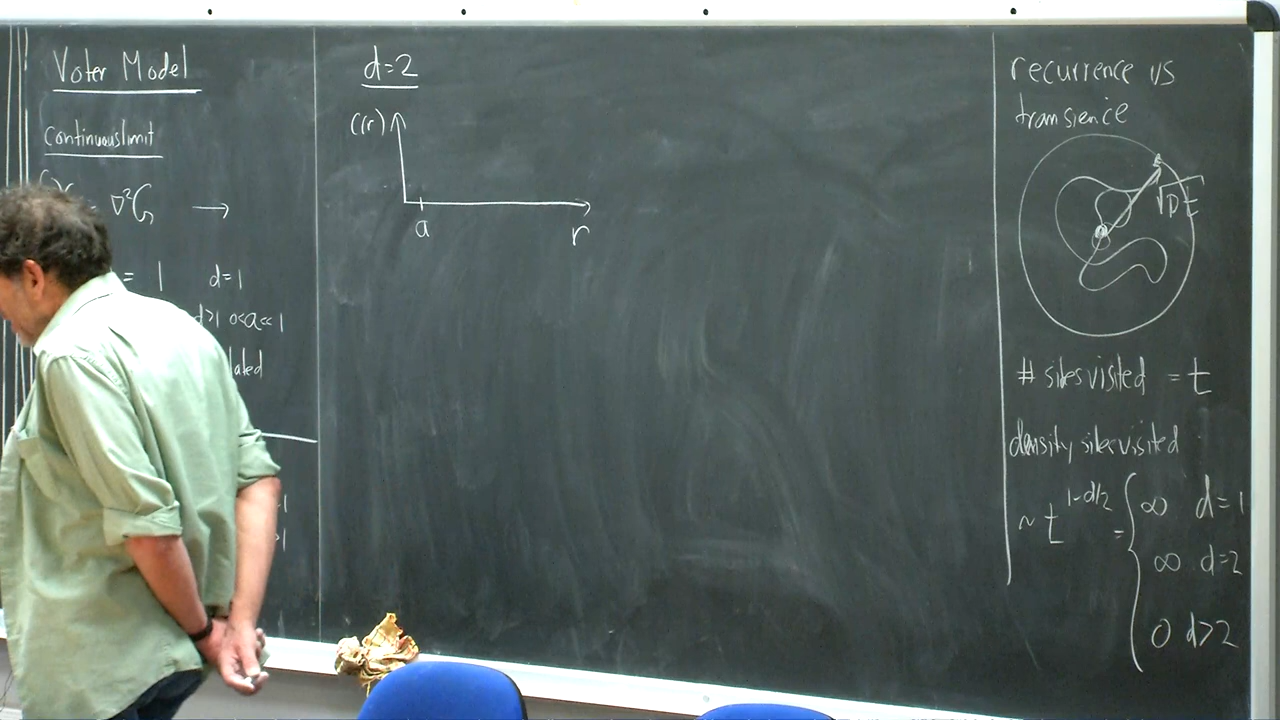 Voter Model
Continuous limit
∇²C →
= 1 d=1
d>1 0<a<<1
d=2
C(r)
a
r
recurrence vs
transience
√Dt
# sites visited = t
density sites visited
~ t^{1-d/2} = { ∞ d=1
∞ d=2
0 d>2